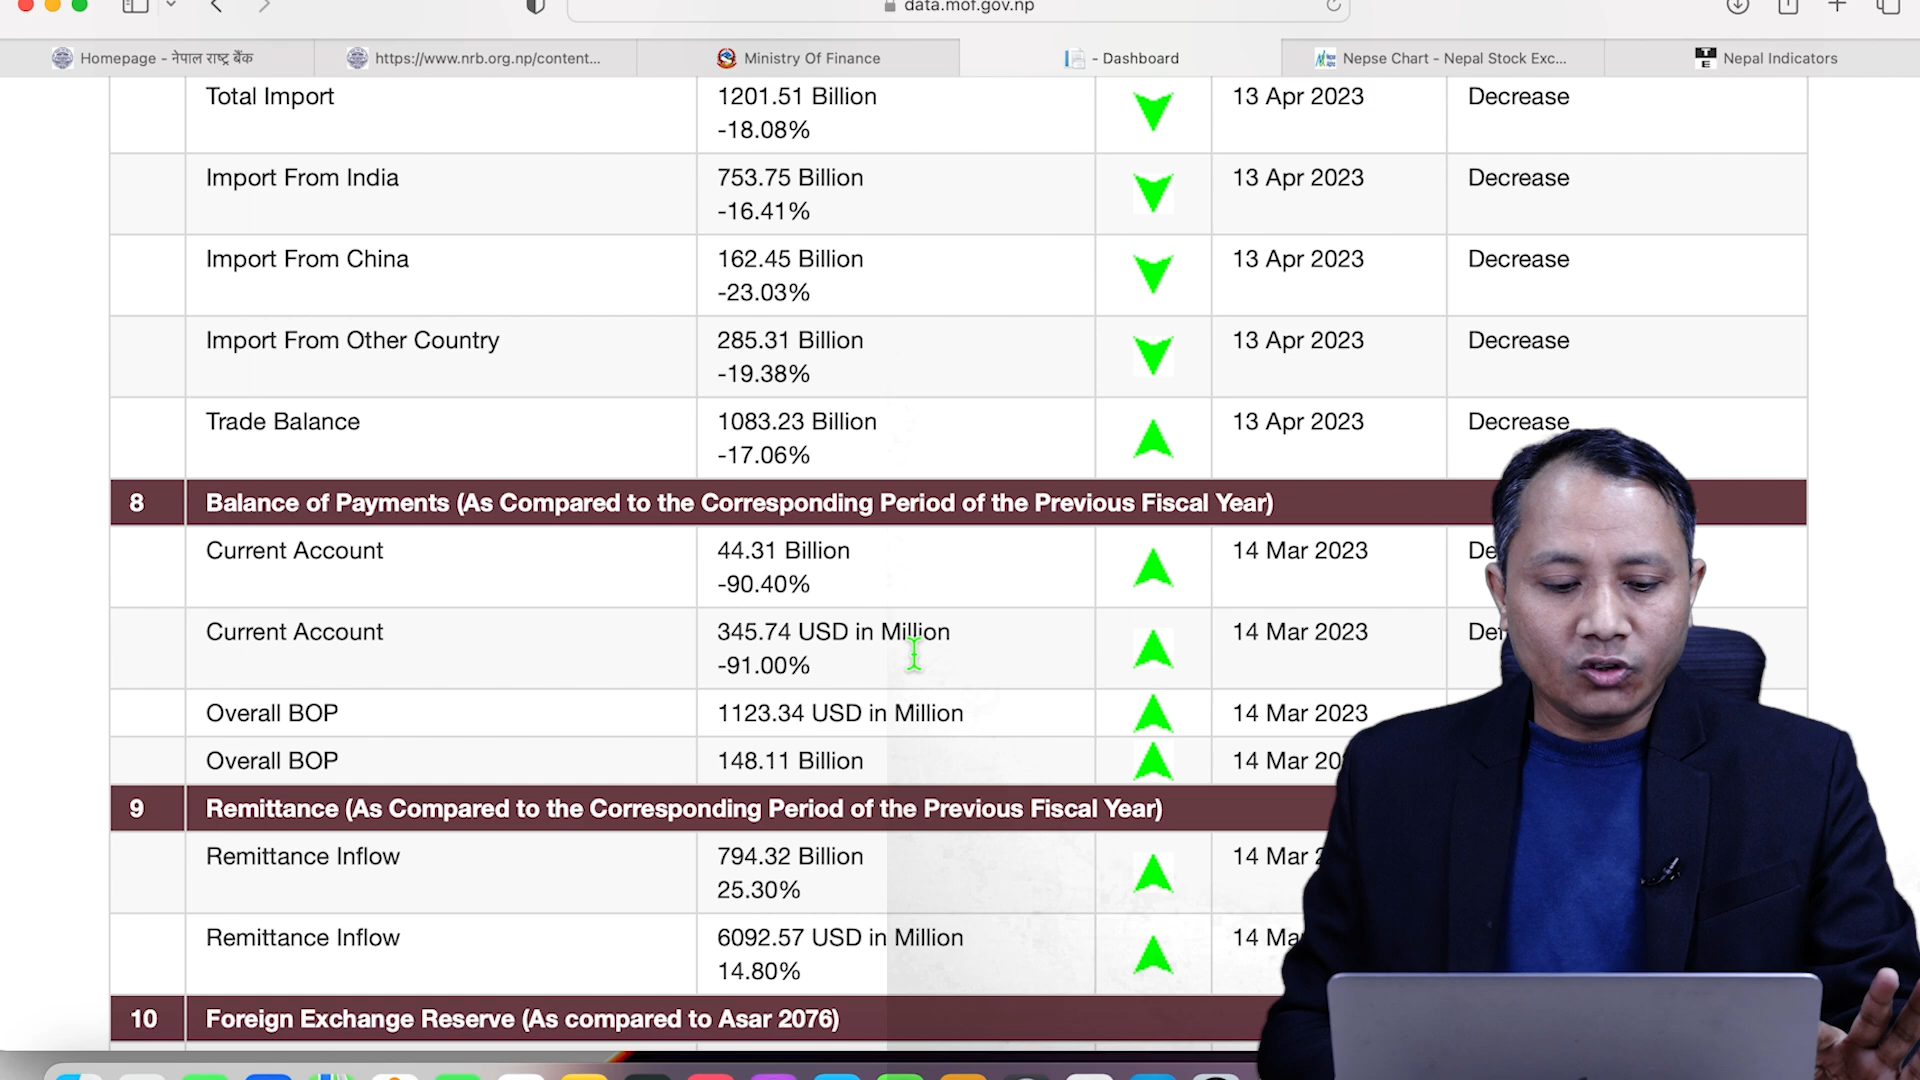 data.mof.gov.np
Homepage - नेपाल राष्ट्र बैंक
https://www.nrb.org.np/content...
Ministry Of Finance
- Dashboard
Nepse Chart - Nepal Stock Exc...
TE
Nepal Indicators
Total Import 1201.51 Billion 13 Apr 2023 Decrease
-18.08%
Import From India 753.75 Billion 13 Apr 2023 Decrease
-16.41%
Import From China 162.45 Billion 13 Apr 2023 Decrease
-23.03%
Import From Other Country 285.31 Billion 13 Apr 2023 Decrease
-19.38%
Trade Balance 1083.23 Billion 13 Apr 2023 Decrease
-17.06%
8 Balance of Payments (As Compared to the Corresponding Period of the Previous Fiscal Year)
Current Account 44.31 Billion 14 Mar 2023
-90.40%
Current Account 345.74 USD in Million 14 Mar 2023
-91.00%
Overall BOP 1123.34 USD in Million 14 Mar 2023
Overall BOP 148.11 Billion 14 Mar 20
9 Remittance (As Compared to the Corresponding Period of the Previous Fiscal Year)
Remittance Inflow 794.32 Billion 14 Mar
25.30%
Remittance Inflow 6092.57 USD in Million 14 Ma
14.80%
10 Foreign Exchange Reserve (As compared to Asar 2076)